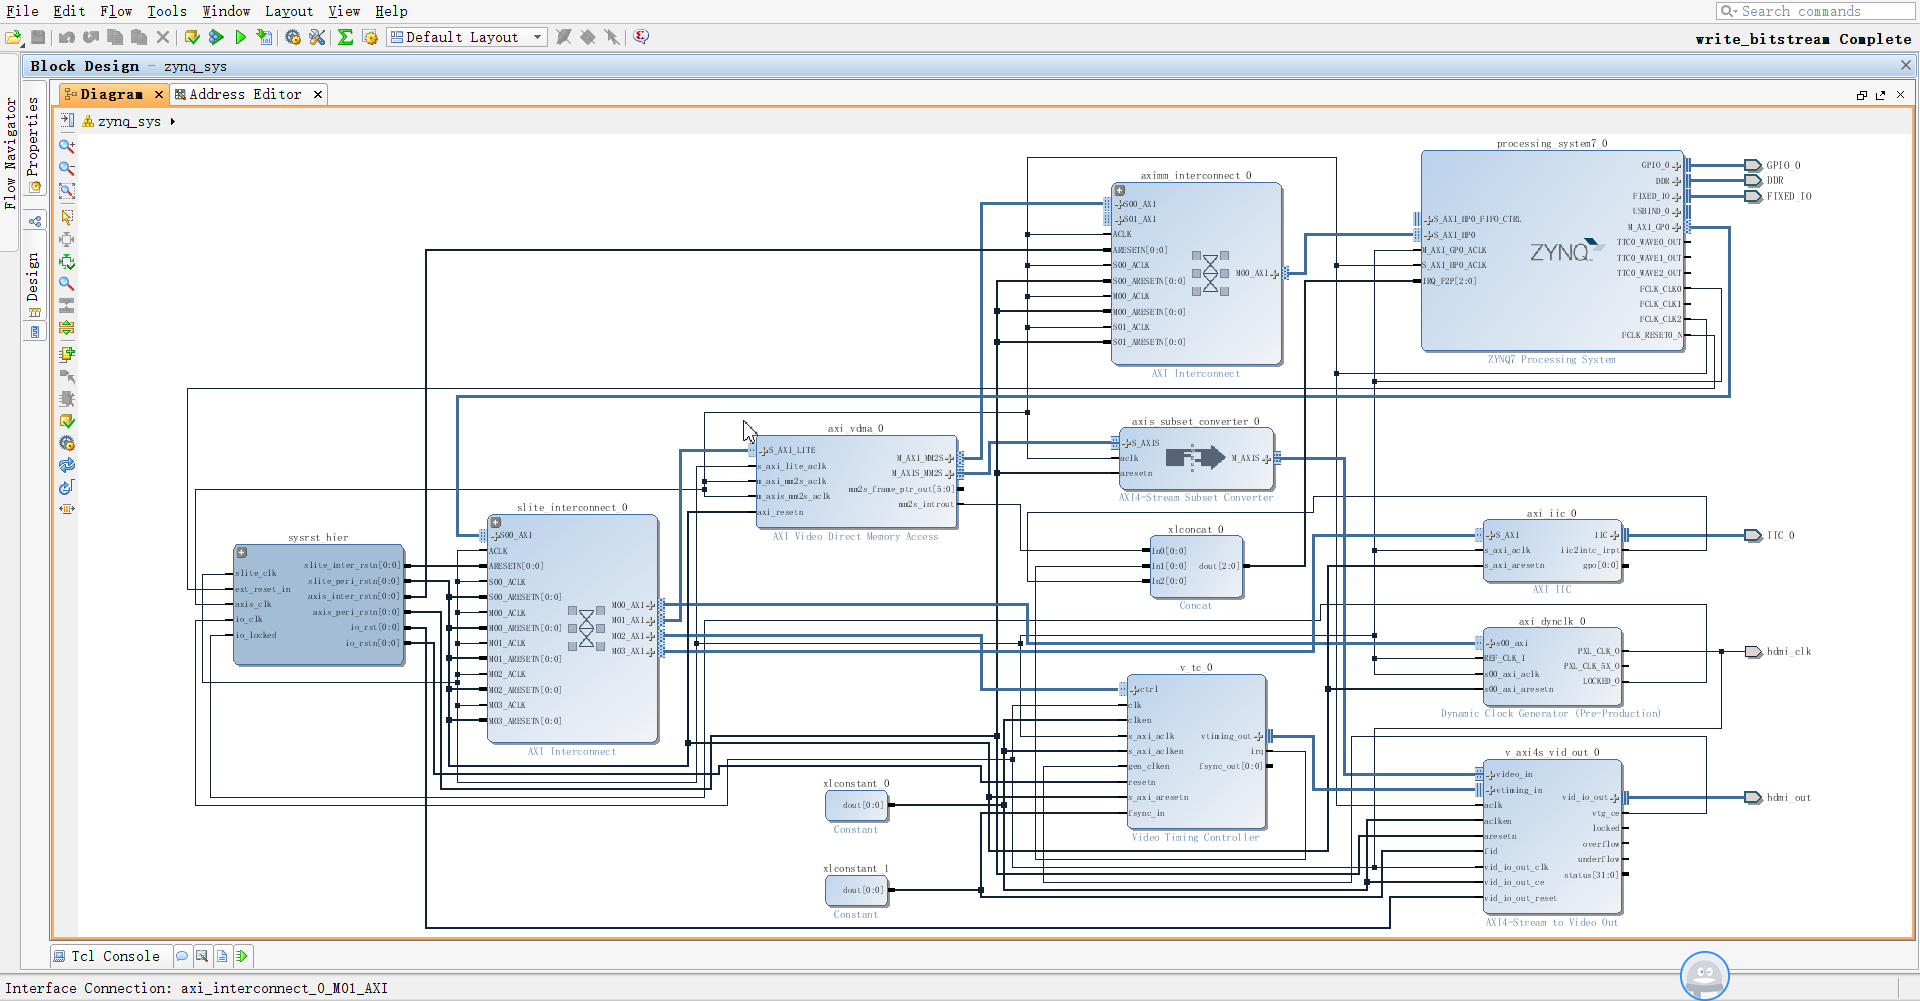 File Edit Flow Tools Window Layout View Help
Search commands
Default Layout
write_bitstream Complete
Block Design - zynq_sys
Diagram
Address Editor
zynq_sys
Flow Navigator
Properties
Design
processing_system7_0
GPIO_0
DDR
FIXED_IO
USBIND_0
M_AXI_GP0
TTC0_WAVE0_OUT
TTC0_WAVE1_OUT
TTC0_WAVE2_OUT
FCLK_CLK0
FCLK_CLK1
FCLK_CLK2
FCLK_RESET0_N
S_AXI_HP0_FIFO_CTRL
S_AXI_HP0
M_AXI_GP0_ACLK
S_AXI_HP0_ACLK
IRQ_F2P[2:0]
ZYNQ
ZYNQ7 Processing System
GPIO_0
DDR
FIXED_IO
aximm_interconnect_0
S00_AXI
S01_AXI
ACLK
ARESETN[0:0]
S00_ACLK
S00_ARESETN[0:0]
M00_ACLK
M00_ARESETN[0:0]
S01_ACLK
S01_ARESETN[0:0]
M00_AXI
AXI Interconnect
axi_vdma_0
S_AXI_LITE
s_axi_lite_aclk
m_axi_mm2s_aclk
m_axis_mm2s_aclk
axi_resetn
M_AXI_MM2S
M_AXIS_MM2S
mm2s_frame_ptr_out[5:0]
mm2s_introut
AXI Video Direct Memory Access
axis_subset_converter_0
S_AXIS
aclk
aresetn
M_AXIS
AXI4-Stream Subset Converter
slite_interconnect_0
S00_AXI
ACLK
ARESETN[0:0]
S00_ACLK
S00_ARESETN[0:0]
M00_ACLK
M00_ARESETN[0:0]
M01_ACLK
M01_ARESETN[0:0]
M02_ACLK
M02_ARESETN[0:0]
M03_ACLK
M03_ARESETN[0:0]
M00_AXI
M01_AXI
M02_AXI
M03_AXI
AXI Interconnect
sysrst_hier
slite_clk
ext_reset_in
axis_clk
io_clk
io_locked
slite_inter_rstn[0:0]
slite_peri_rstn[0:0]
axis_inter_rstn[0:0]
axis_peri_rstn[0:0]
io_rst[0:0]
io_rstn[0:0]
xlconcat_0
In0[0:0]
In1[0:0]
In2[0:0]
dout[2:0]
Concat
axi_iic_0
S_AXI
s_axi_aclk
s_axi_aresetn
IIC
iic2intc_irpt
gpo[0:0]
AXI IIC
IIC_0
axi_dynclk_0
s00_axi
REF_CLK_I
s00_axi_aclk
s00_axi_aresetn
PXL_CLK_O
PXL_CLK_5X_O
LOCKED_O
Dynamic Clock Generator (Pre-Production)
hdmi_clk
v_tc_0
ctrl
clk
clken
s_axi_aclk
s_axi_aclken
gen_clken
resetn
s_axi_aresetn
fsync_in
vtiming_out
irq
fsync_out[0:0]
Video Timing Controller
xlconstant_0
dout[0:0]
Constant
xlconstant_1
dout[0:0]
Constant
v_axi4s_vid_out_0
video_in
vtiming_in
aclk
aclken
aresetn
fid
vid_io_out_clk
vid_io_out_ce
vid_io_out_reset
vid_io_out
vtg_ce
locked
overflow
underflow
status[31:0]
AXI4-Stream to Video Out
hdmi_out
Tcl Console
Interface Connection: axi_interconnect_0_M01_AXI